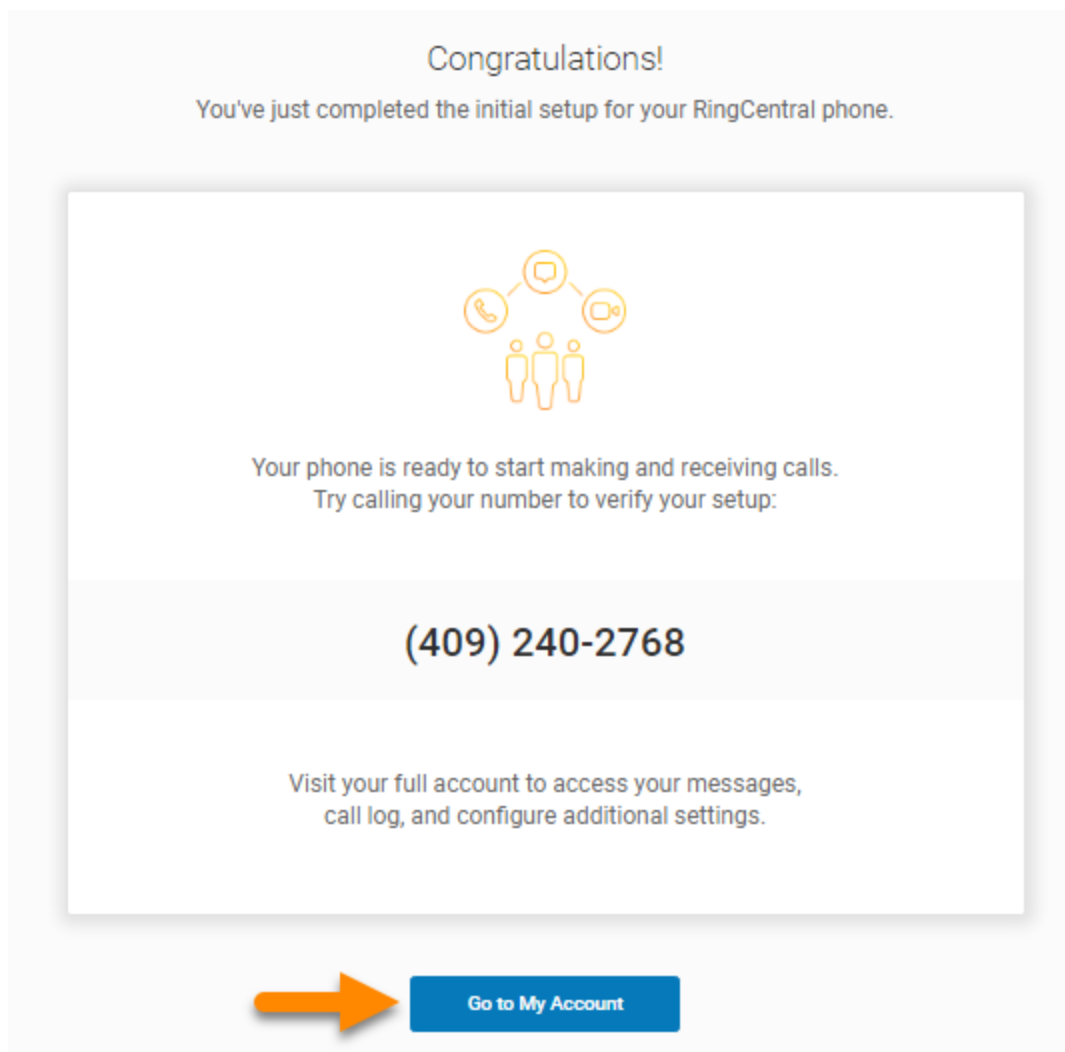 Congratulations!
You've just completed the initial setup for your RingCentral phone.
Your phone is ready to start making and receiving calls.
Try calling your number to verify your setup:
(409) 240-2768
Visit your full account to access your messages,
call log, and configure additional settings.
Go to My Account